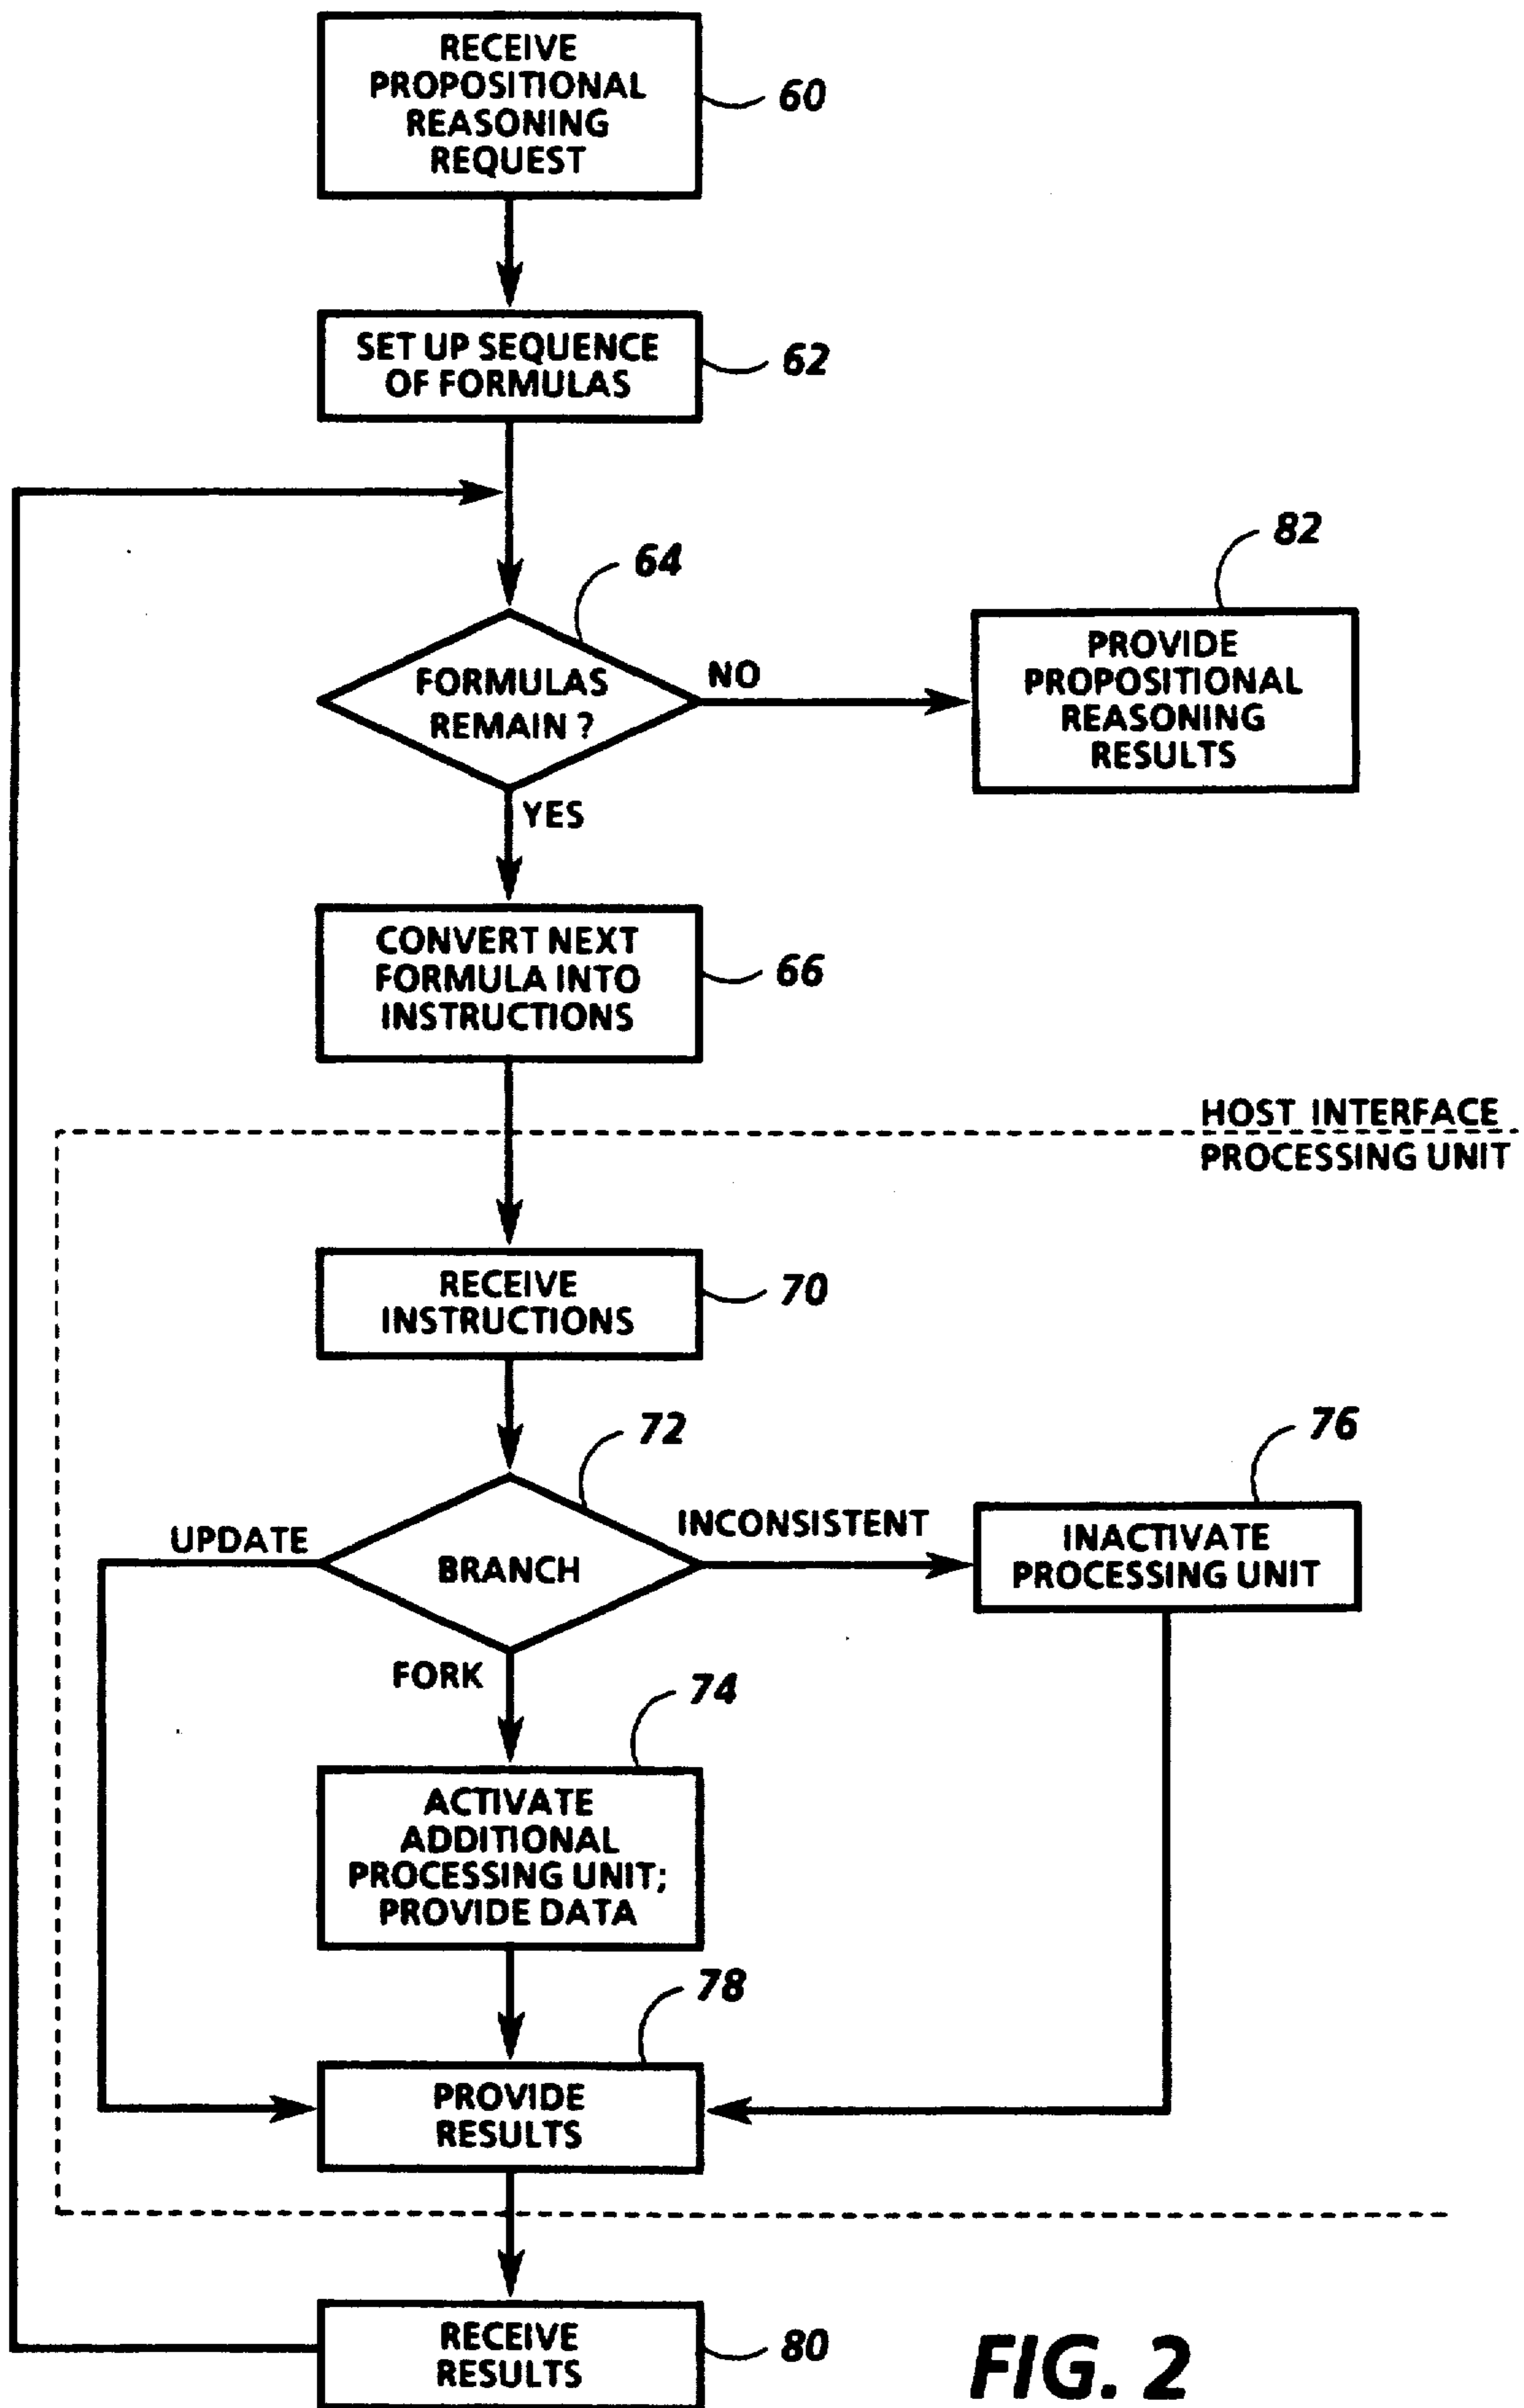 RECEIVE
PROPOSITIONAL
REASONING
REQUEST
60
SET UP SEQUENCE
OF FORMULAS
62
64
FORMULAS
REMAIN ?
NO
YES
82
PROVIDE
PROPOSITIONAL
REASONING
RESULTS
CONVERT NEXT
FORMULA INTO
INSTRUCTIONS
66
HOST INTERFACE
PROCESSING UNIT
RECEIVE
INSTRUCTIONS
70
72
BRANCH
UPDATE
INCONSISTENT
FORK
76
INACTIVATE
PROCESSING UNIT
74
ACTIVATE
ADDITIONAL
PROCESSING UNIT;
PROVIDE DATA
78
PROVIDE
RESULTS
RECEIVE
RESULTS
80
FIG. 2